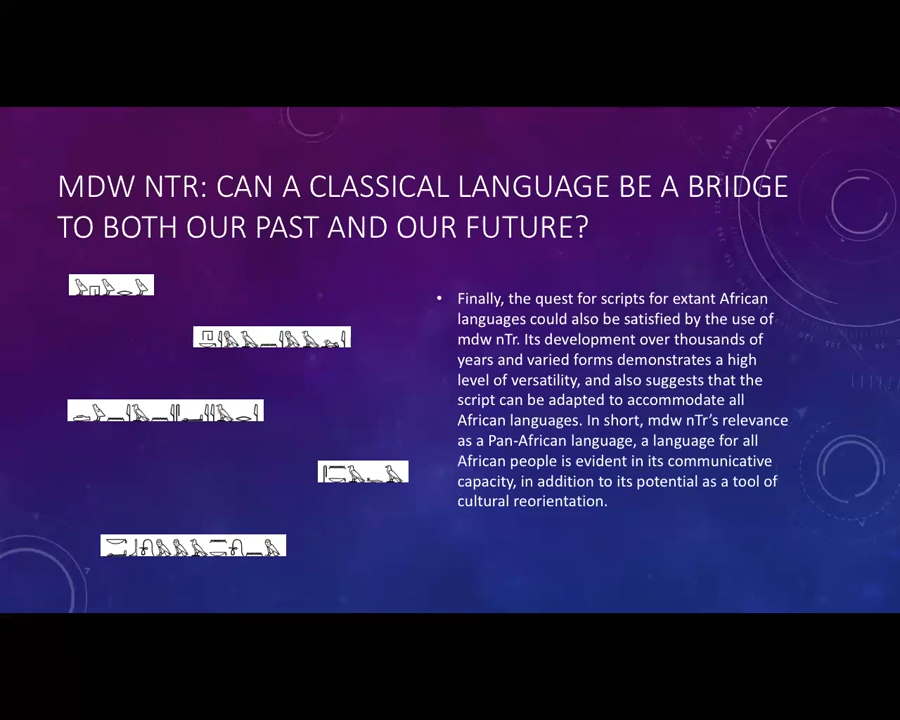 MDW NTR: CAN A CLASSICAL LANGUAGE BE A BRIDGE
TO BOTH OUR PAST AND OUR FUTURE?
• Finally, the quest for scripts for extant African
languages could also be satisfied by the use of
mdw nTr. Its development over thousands of
years and varied forms demonstrates a high
level of versatility, and also suggests that the
script can be adapted to accommodate all
African languages. In short, mdw nTr’s relevance
as a Pan-African language, a language for all
African people is evident in its communicative
capacity, in addition to its potential as a tool of
cultural reorientation.